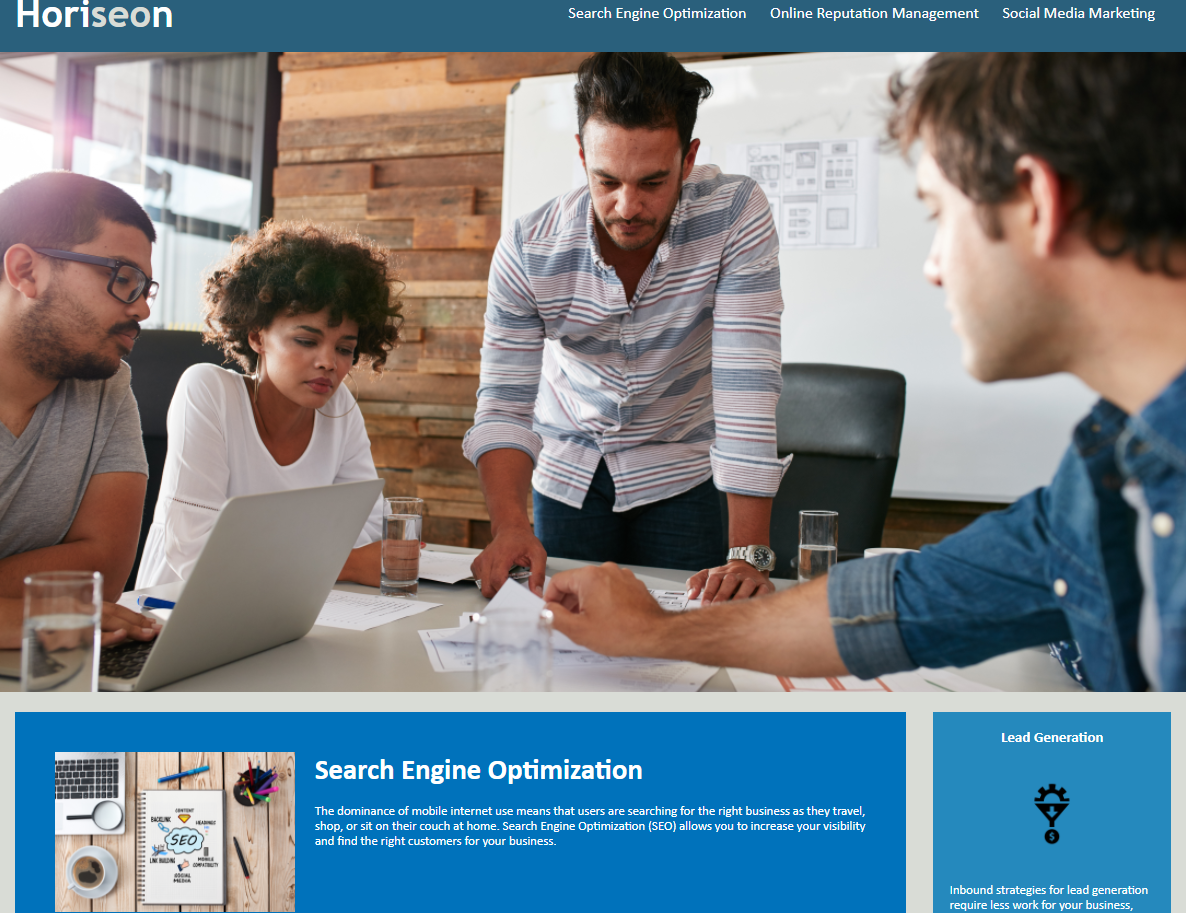 Horiseon
Search Engine Optimization
Online Reputation Management
Social Media Marketing
Search Engine Optimization
The dominance of mobile internet use means that users are searching for the right business as they travel,
shop, or sit on their couch at home. Search Engine Optimization (SEO) allows you to increase your visibility
and find the right customers for your business.
CONTENT
BACKLINK
HEADINGS
SEO
LINK BUILDING
MOBILE
COMPATIBILITY
SOCIAL
MEDIA
Lead Generation
$
Inbound strategies for lead generation
require less work for your business,